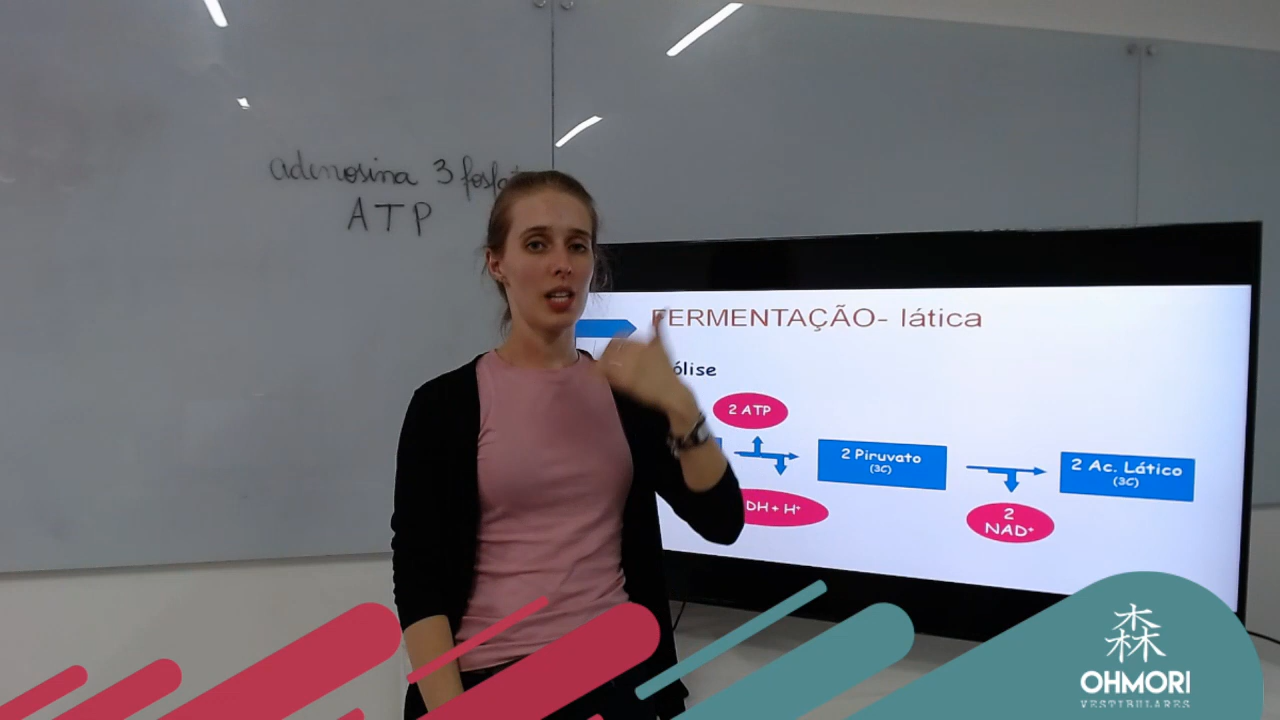 adenosina 3 fosfat
ATP
FERMENTAÇÃO- lática
ólise
2 ATP
2 Piruvato
(3C)
2 Ac. Lático
(3C)
DH + H⁺
2
NAD⁺
森
OHMORI
VESTIBULARES